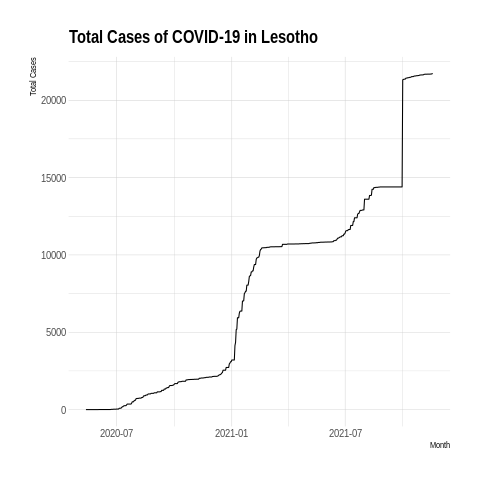 Total Cases of COVID-19 in Lesotho
Total Cases
20000
15000
10000
5000
0
2020-07
2021-01
2021-07
Month